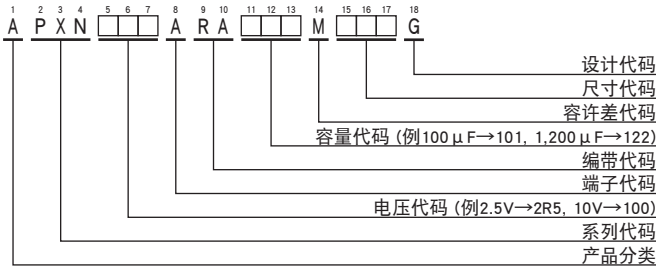 1 2 3 4 5 6 7 8 9 10 11 12 13 14 15 16 17 18
A P X N □□□ A R A □□□ M □□□ G
设计代码
尺寸代码
容许差代码
容量代码 (例100μF→101, 1,200μF→122)
编带代码
端子代码
电压代码 (例2.5V→2R5, 10V→100)
系列代码
产品分类